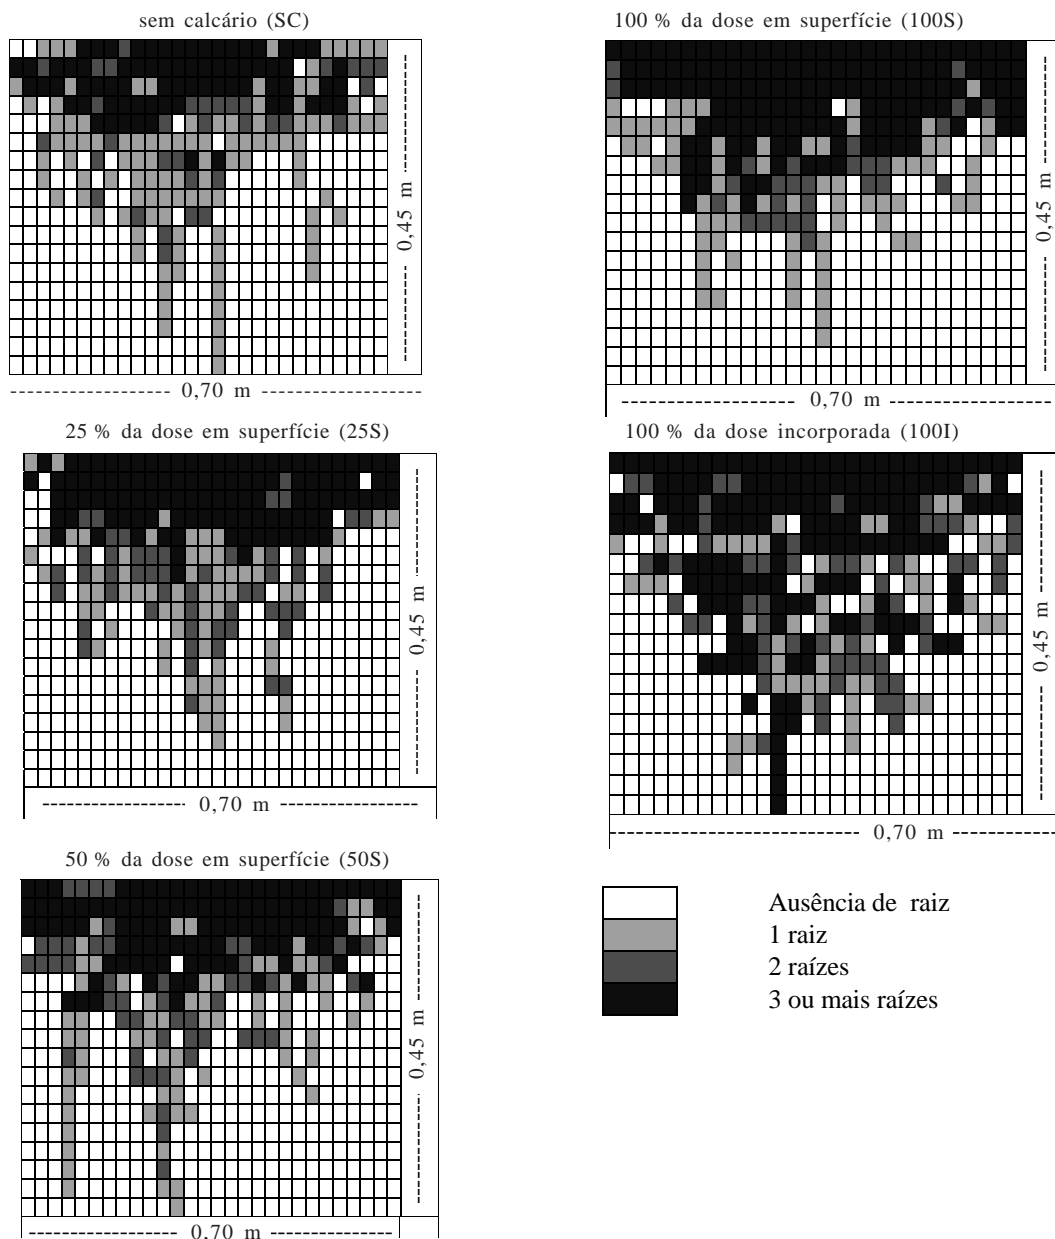 sem calcário (SC)
0,45 m
0,70 m
100 % da dose em superfície (100S)
0,45 m
0,70 m
25 % da dose em superfície (25S)
0,45 m
0,70 m
100 % da dose incorporada (100I)
0,45 m
0,70 m
50 % da dose em superfície (50S)
0,45 m
0,70 m
Ausência de raiz
1 raiz
2 raízes
3 ou mais raízes